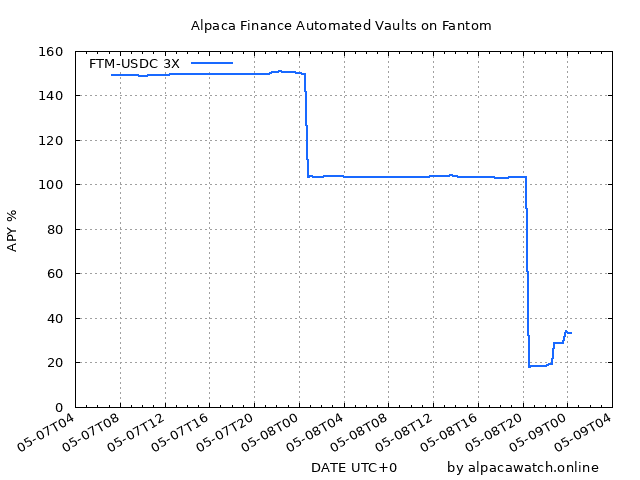 Alpaca Finance Automated Vaults on Fantom
FTM-USDC 3X
160
140
120
100
80
60
40
20
0
APY %
05-07T04
05-07T08
05-07T12
05-07T16
05-07T20
05-08T00
05-08T04
05-08T08
05-08T12
05-08T16
05-08T20
05-09T00
05-09T04
DATE UTC+0
by alpacawatch.online